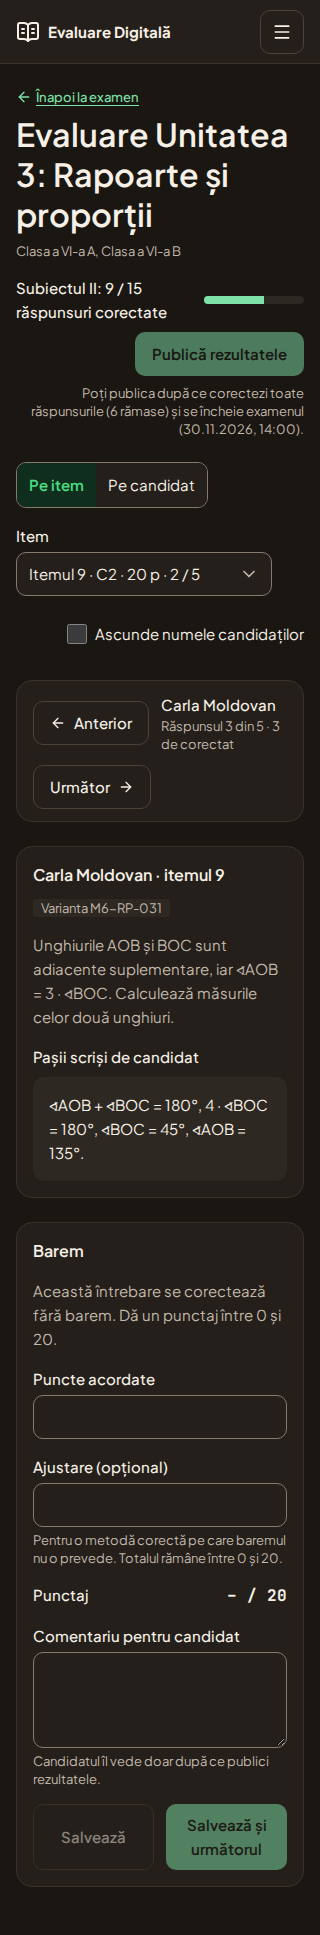 Evaluare Digitală
← Înapoi la examen
Evaluare Unitatea
3: Rapoarte și
proporții
Clasa a VI-a A, Clasa a VI-a B
Subiectul II: 9 / 15
răspunsuri corectate
Publică rezultatele
Poți publica după ce corectezi toate
răspunsurile (6 rămase) și se încheie examenul
(30.11.2026, 14:00).
Pe item
Pe candidat
Item
Itemul 9 · C2 · 20 p · 2 / 5
Ascunde numele candidaților
← Anterior
Carla Moldovan
Răspunsul 3 din 5 · 3
de corectat
Următor →
Carla Moldovan · itemul 9
Varianta M6-RP-031
Unghiurile AOB și BOC sunt
adiacente suplementare, iar ∢AOB
= 3 · ∢BOC. Calculează măsurile
celor două unghiuri.
Pașii scriși de candidat
∢AOB + ∢BOC = 180°, 4 · ∢BOC
= 180°, ∢BOC = 45°, ∢AOB =
135°.
Barem
Această întrebare se corectează
fără barem. Dă un punctaj între 0 și
20.
Puncte acordate
Ajustare (opțional)
Pentru o metodă corectă pe care baremul
nu o prevede. Totalul rămâne între 0 și 20.
Punctaj
– / 20
Comentariu pentru candidat
Candidatul îl vede doar după ce publici
rezultatele.
Salvează
Salvează și
următorul